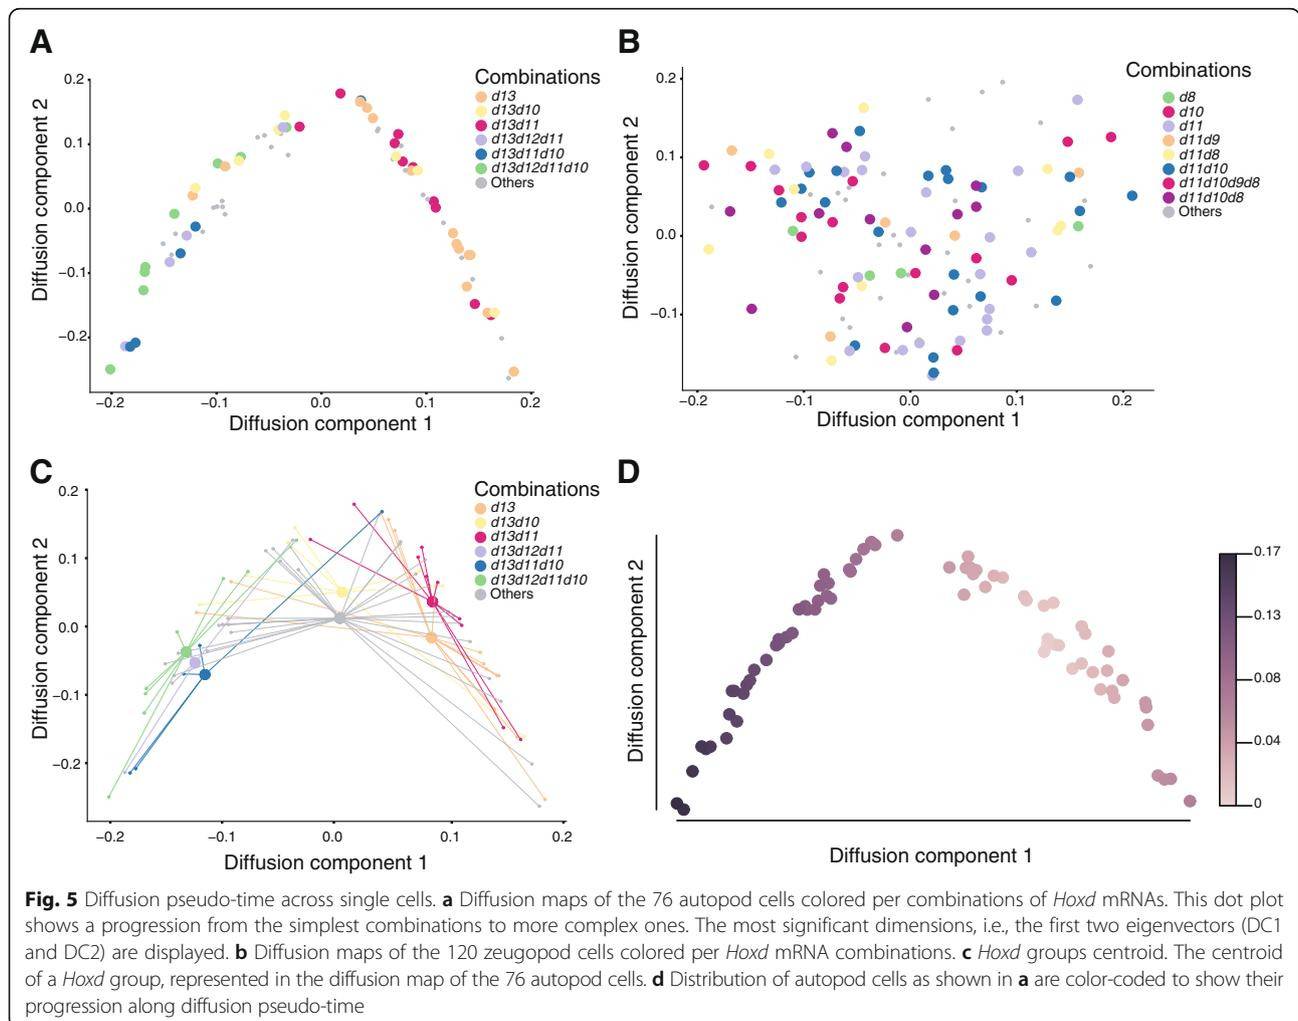 A
Diffusion component 2
0.2
0.1
0.0
−0.1
−0.2
−0.2 −0.1 0.0 0.1 0.2
Diffusion component 1
Combinations
d13
d13d10
d13d11
d13d12d11
d13d11d10
d13d12d11d10
Others
B
Diffusion component 2
0.2
0.1
0.0
−0.1
−0.2 −0.1 0.0 0.1 0.2
Diffusion component 1
Combinations
d8
d10
d11
d11d9
d11d8
d11d10
d11d10d9d8
d11d10d8
Others
C
Diffusion component 2
0.2
0.1
0.0
−0.1
−0.2
−0.2 −0.1 0.0 0.1 0.2
Diffusion component 1
Combinations
d13
d13d10
d13d11
d13d12d11
d13d11d10
d13d12d11d10
Others
D
Diffusion component 2
Diffusion component 1
0.17
0.13
0.08
0.04
0
Fig. 5 Diffusion pseudo-time across single cells. a Diffusion maps of the 76 autopod cells colored per combinations of Hoxd mRNAs. This dot plot
shows a progression from the simplest combinations to more complex ones. The most significant dimensions, i.e., the first two eigenvectors (DC1
and DC2) are displayed. b Diffusion maps of the 120 zeugopod cells colored per Hoxd mRNA combinations. c Hoxd groups centroid. The centroid
of a Hoxd group, represented in the diffusion map of the 76 autopod cells. d Distribution of autopod cells as shown in a are color-coded to show their
progression along diffusion pseudo-time